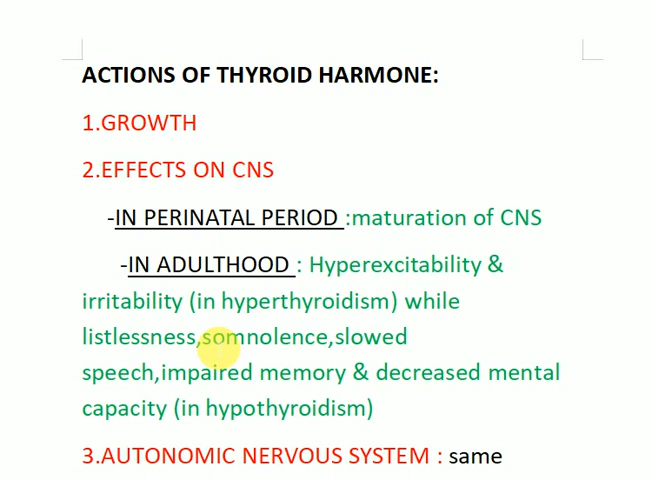 ACTIONS OF THYROID HARMONE:
1.GROWTH
2.EFFECTS ON CNS
-IN PERINATAL PERIOD :maturation of CNS
-IN ADULTHOOD : Hyperexcitability &
irritability (in hyperthyroidism) while
listlessness,somnolence,slowed
speech,impaired memory & decreased mental
capacity (in hypothyroidism)
3.AUTONOMIC NERVOUS SYSTEM : same